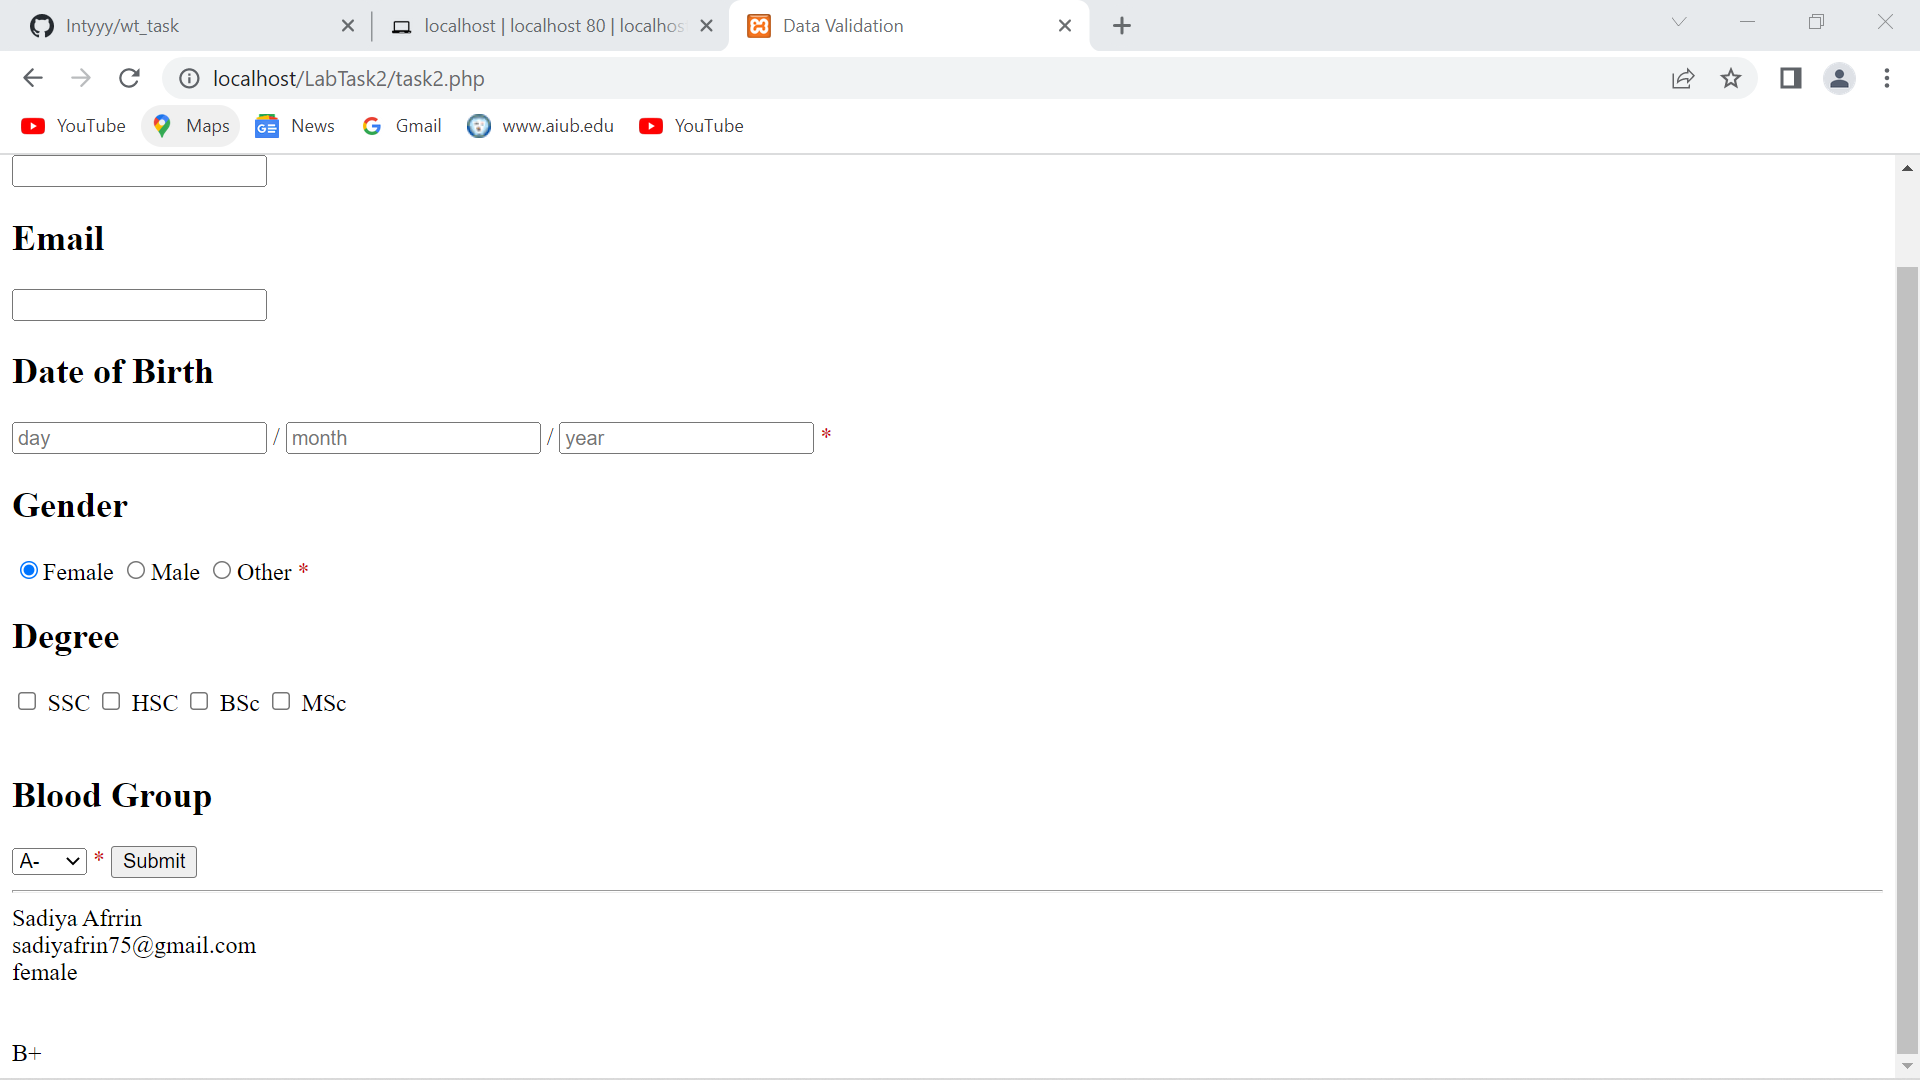 Intyyy/wt_task
localhost | localhost 80 | localhos
Data Validation
localhost/LabTask2/task2.php
YouTube Maps News Gmail www.aiub.edu YouTube
Email
Date of Birth
day / month / year *
Gender
Female Male Other *
Degree
SSC HSC BSc MSc
Blood Group
A- * Submit
Sadiya Afrrin
sadiyafrin75@gmail.com
female
B+